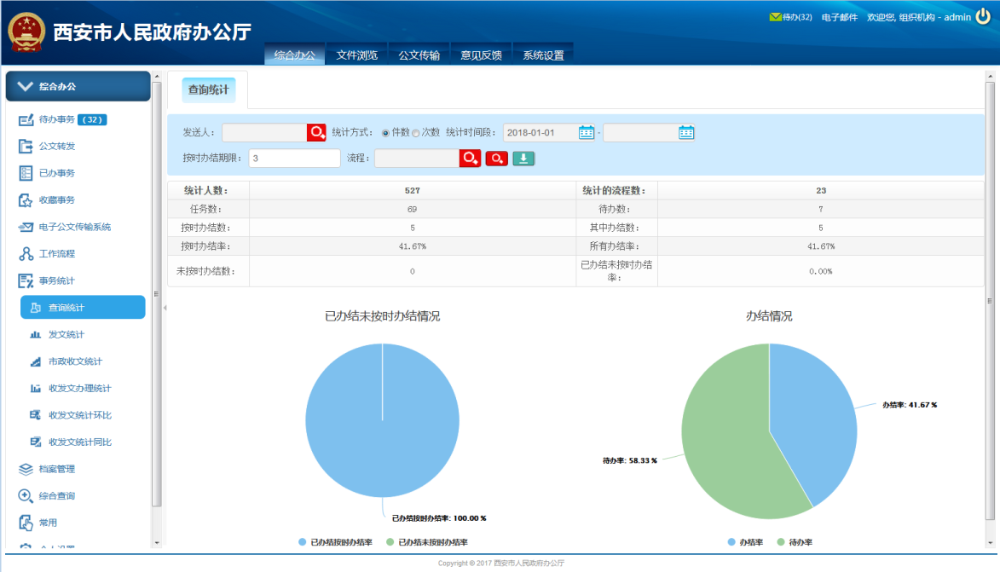 待办(32) 电子邮件 欢迎您, 组织机构 - admin
西安市人民政府办公厅
综合办公 文件浏览 公文传输 意见反馈 系统设置
综合办公
待办事务 (32)
公文转发
已办事务
收藏事务
电子公文传输系统
工作流程
事务统计
查询统计
发文统计
市政收文统计
收发文办理统计
收发文统计环比
收发文统计同比
档案管理
综合查询
常用
查询统计
发送人: 统计方式: 件数 次数 统计时间段: 2018-01-01 -
按时办结期限: 3 流程:
统计人数: 527 统计的流程数: 23
任务数: 69 待办数: 7
按时办结数: 5 其中办结数: 5
按时办结率: 41.67% 所有办结率: 41.67%
未按时办结数: 0 已办结未按时办结率: 0.00%
已办结未按时办结情况
已办结按时办结率: 100.00 %
已办结按时办结率 已办结未按时办结率
办结情况
办结率: 41.67 %
待办率: 58.33 %
办结率 待办率
Copyright © 2017 西安市人民政府办公厅